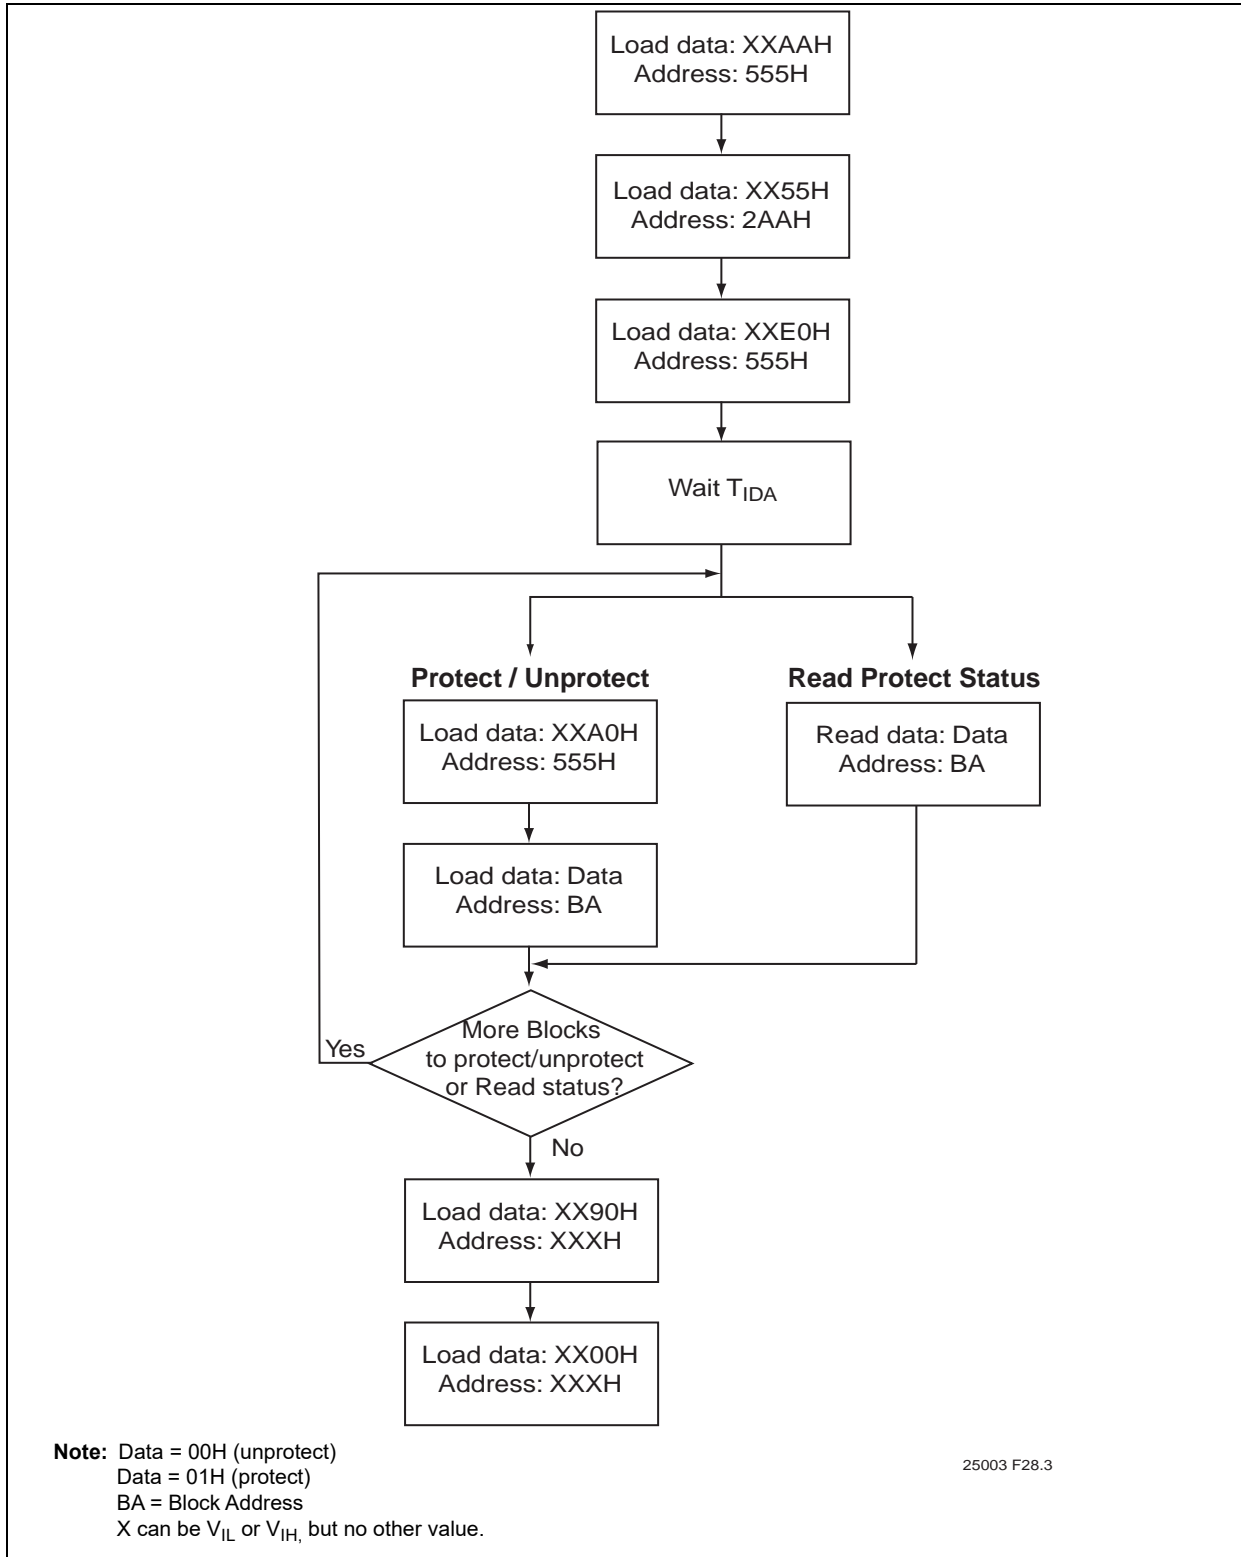 Load data: XXAAH
Address: 555H
Load data: XX55H
Address: 2AAH
Load data: XXE0H
Address: 555H
Wait TIDA
Protect / Unprotect
Load data: XXA0H
Address: 555H
Load data: Data
Address: BA
Read Protect Status
Read data: Data
Address: BA
More Blocks
to protect/unprotect
or Read status?
Yes
No
Load data: XX90H
Address: XXXH
Load data: XX00H
Address: XXXH
Note: Data = 00H (unprotect)
Data = 01H (protect)
BA = Block Address
X can be VIL or VIH, but no other value.
25003 F28.3